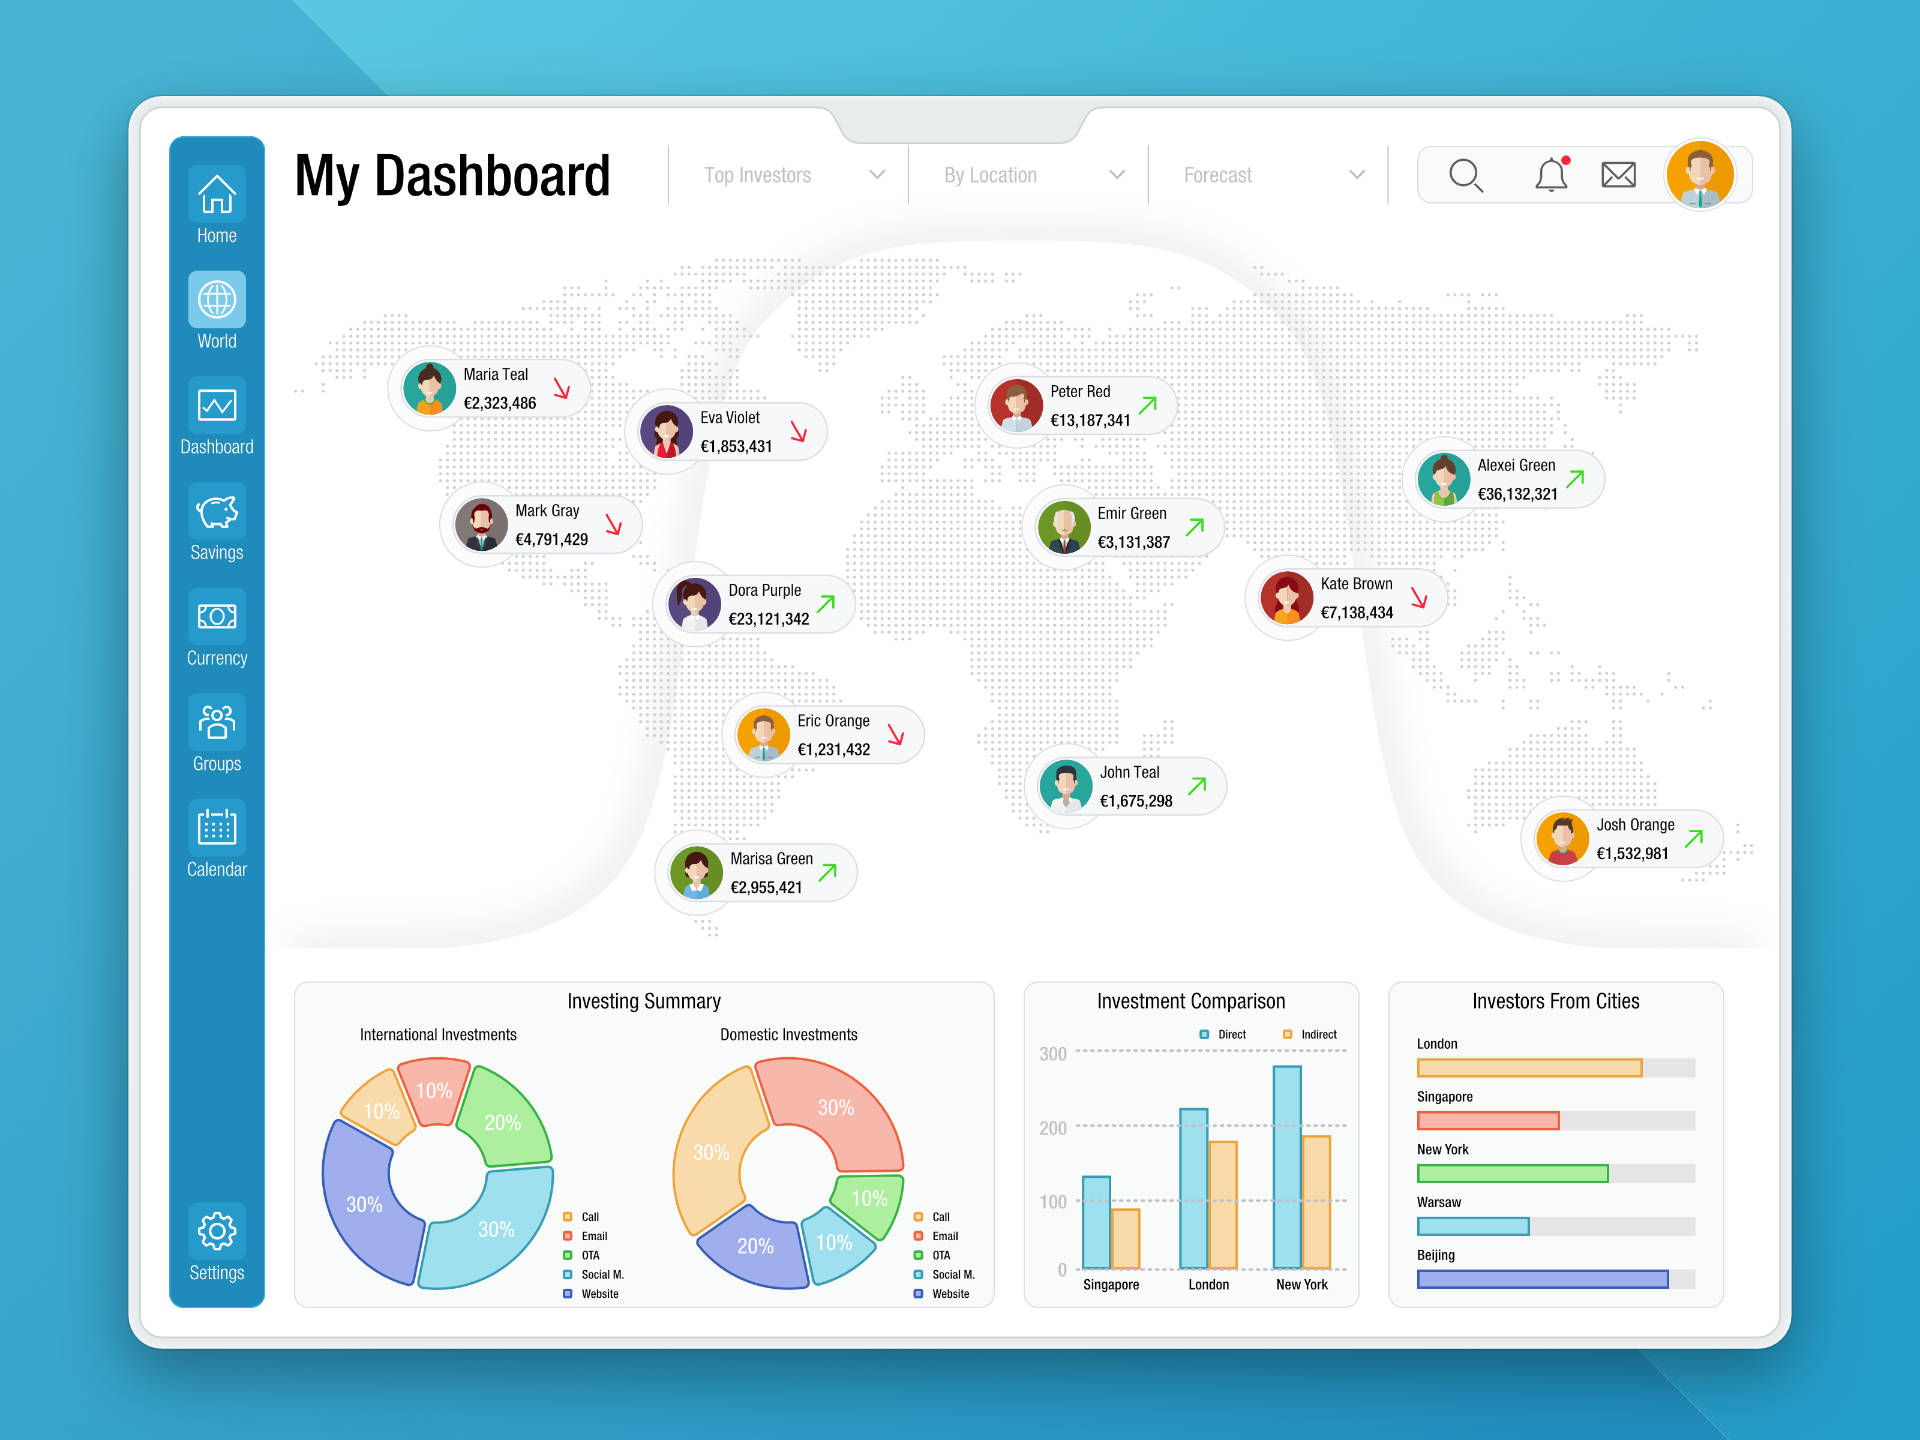 My Dashboard
Top Investors
By Location
Forecast
Home
World
Dashboard
Savings
Currency
Groups
Calendar
Settings
Maria Teal
€2,323,486
Eva Violet
€1,853,431
Peter Red
€13,187,341
Alexei Green
€36,132,321
Mark Gray
€4,791,429
Emir Green
€3,131,387
Dora Purple
€23,121,342
Kate Brown
€7,138,434
Eric Orange
€1,231,432
John Teal
€1,675,298
Josh Orange
€1,532,981
Marisa Green
€2,955,421
Investing Summary
International Investments
10%
10%
20%
30%
30%
Call
Email
OTA
Social M.
Website
Domestic Investments
30%
30%
10%
10%
20%
Call
Email
OTA
Social M.
Website
Investment Comparison
Direct
Indirect
300
200
100
0
Singapore
London
New York
Investors From Cities
London
Singapore
New York
Warsaw
Beijing